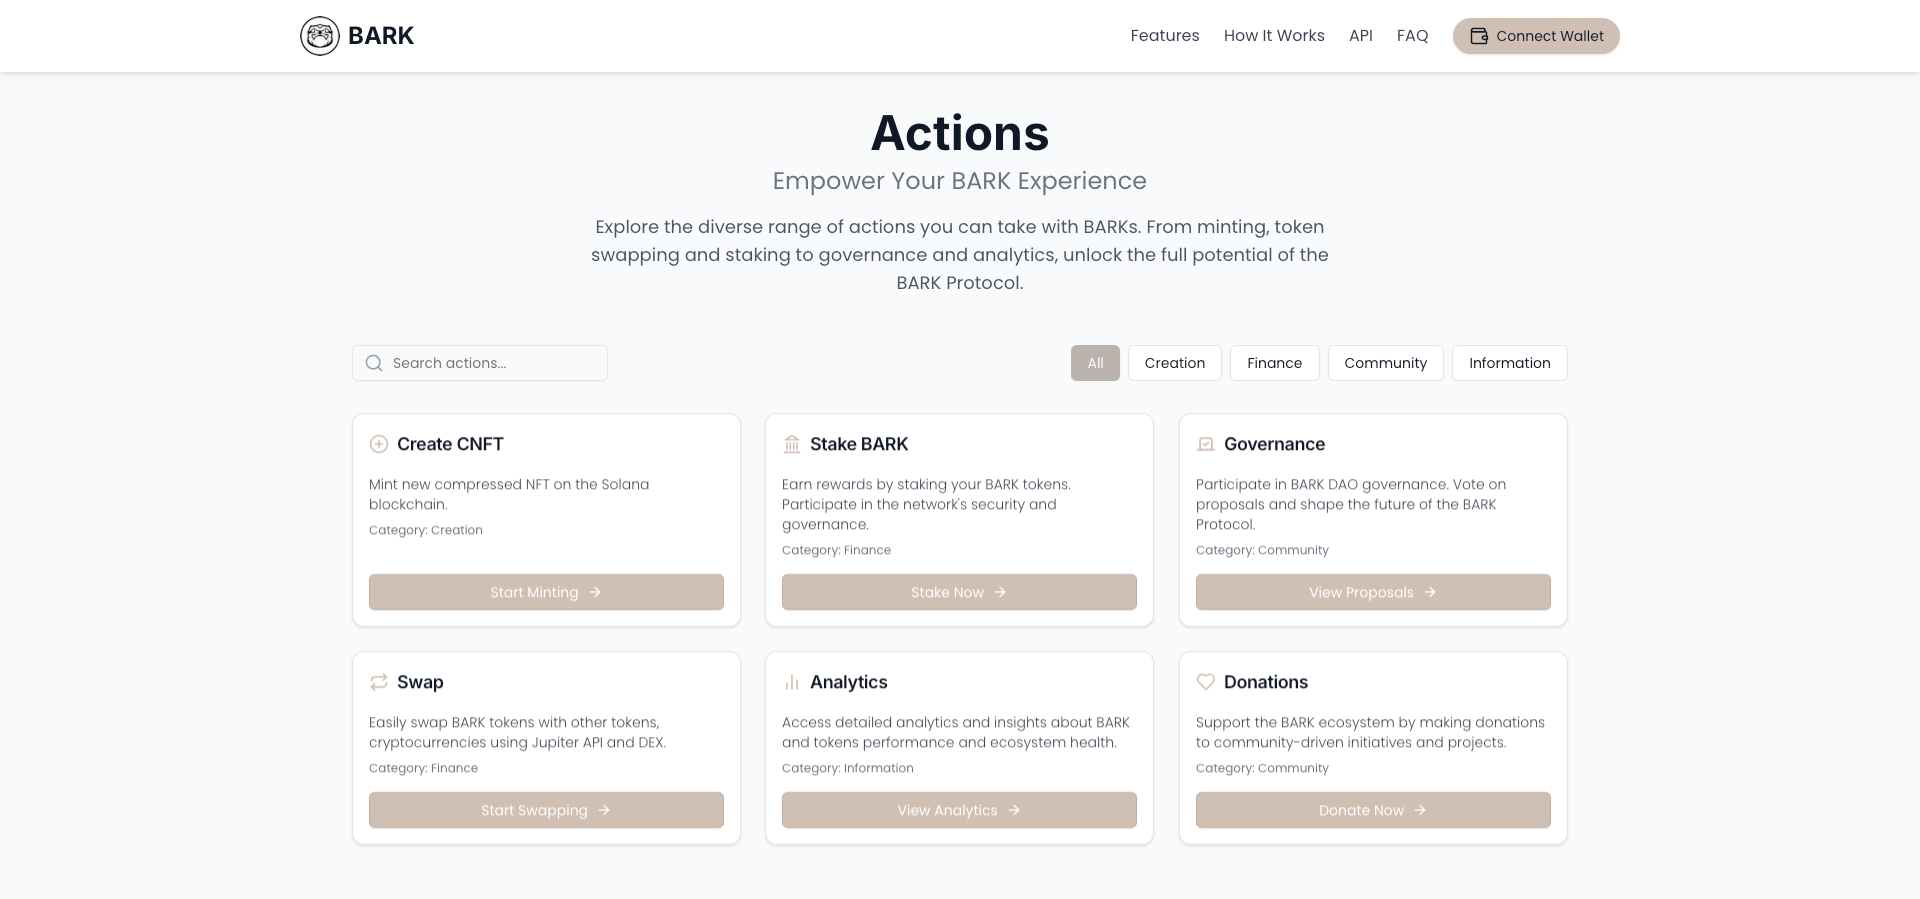 BARK
Features
How It Works
API
FAQ
Connect Wallet
Actions
Empower Your BARK Experience
Explore the diverse range of actions you can take with BARKs. From minting, token
swapping and staking to governance and analytics, unlock the full potential of the
BARK Protocol.
Search actions...
All
Creation
Finance
Community
Information
Create CNFT
Mint new compressed NFT on the Solana
blockchain.
Category: Creation
Start Minting
Stake BARK
Earn rewards by staking your BARK tokens.
Participate in the network's security and
governance.
Category: Finance
Stake Now
Governance
Participate in BARK DAO governance. Vote on
proposals and shape the future of the BARK
Protocol.
Category: Community
View Proposals
Swap
Easily swap BARK tokens with other tokens,
cryptocurrencies using Jupiter API and DEX.
Category: Finance
Start Swapping
Analytics
Access detailed analytics and insights about BARK
and tokens performance and ecosystem health.
Category: Information
View Analytics
Donations
Support the BARK ecosystem by making donations
to community-driven initiatives and projects.
Category: Community
Donate Now